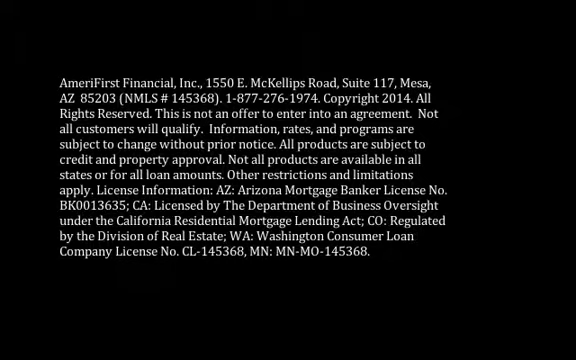 AmeriFirst Financial, Inc., 1550 E. McKellips Road, Suite 117, Mesa,
AZ  85203 (NMLS # 145368). 1-877-276-1974. Copyright 2014. All
Rights Reserved. This is not an offer to enter into an agreement.  Not
all customers will qualify.  Information, rates, and programs are
subject to change without prior notice. All products are subject to
credit and property approval. Not all products are available in all
states or for all loan amounts. Other restrictions and limitations
apply. License Information: AZ: Arizona Mortgage Banker License No.
BK0013635; CA: Licensed by The Department of Business Oversight
under the California Residential Mortgage Lending Act; CO: Regulated
by the Division of Real Estate; WA: Washington Consumer Loan
Company License No. CL-145368, MN: MN-MO-145368.